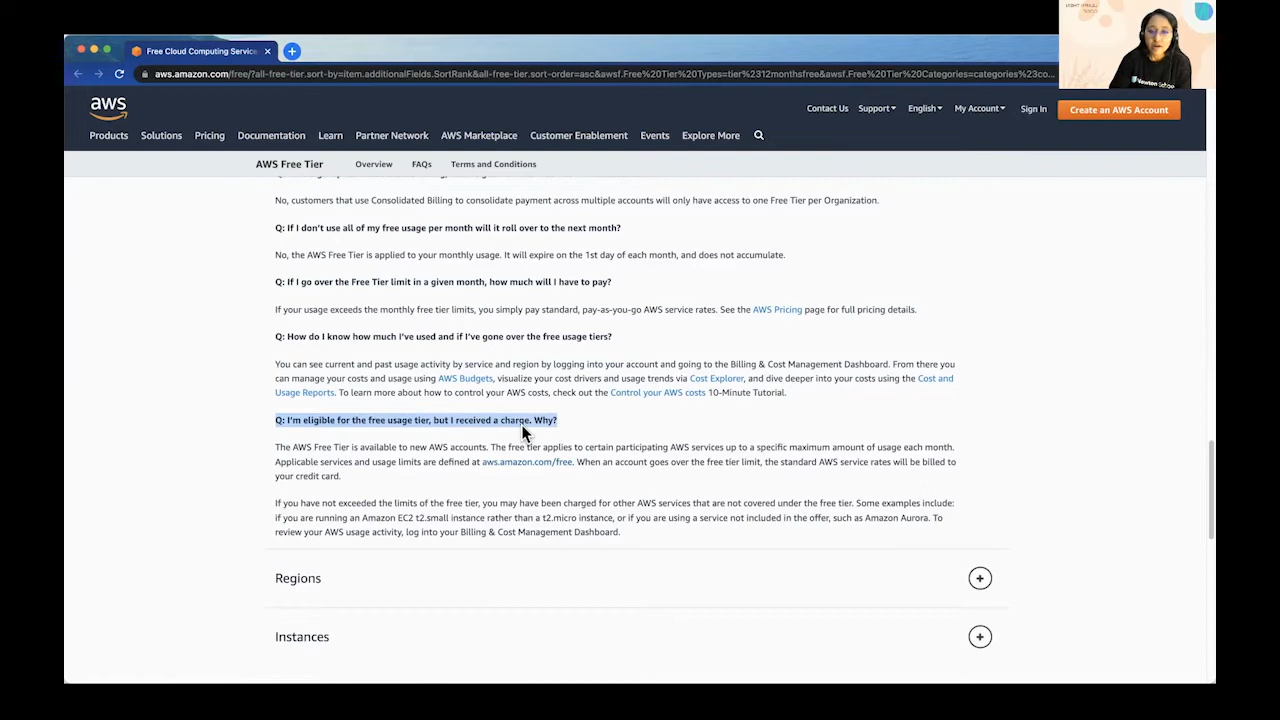 Free Cloud Computing Service
aws.amazon.com/free/?all-free-tier.sort-by=item.additionalFields.SortRank&all-free-tier.sort-order=asc&awsf.Free%20Tier%20Types=tier%2312monthsfree&awsf.Free%20Tier%20Categories=categories%23co...
aws
Contact Us Support English My Account Sign In Create an AWS Account
Products Solutions Pricing Documentation Learn Partner Network AWS Marketplace Customer Enablement Events Explore More
AWS Free Tier Overview FAQs Terms and Conditions
No, customers that use Consolidated Billing to consolidate payment across multiple accounts will only have access to one Free Tier per Organization.
Q: If I don't use all of my free usage per month will it roll over to the next month?
No, the AWS Free Tier is applied to your monthly usage. It will expire on the 1st day of each month, and does not accumulate.
Q: If I go over the Free Tier limit in a given month, how much will I have to pay?
If your usage exceeds the monthly free tier limits, you simply pay standard, pay-as-you-go AWS service rates. See the AWS Pricing page for full pricing details.
Q: How do I know how much I've used and if I've gone over the free usage tiers?
You can see current and past usage activity by service and region by logging into your account and going to the Billing & Cost Management Dashboard. From there you
can manage your costs and usage using AWS Budgets, visualize your cost drivers and usage trends via Cost Explorer, and dive deeper into your costs using the Cost and
Usage Reports. To learn more about how to control your AWS costs, check out the Control your AWS costs 10-Minute Tutorial.
Q: I'm eligible for the free usage tier, but I received a charge. Why?
The AWS Free Tier is available to new AWS accounts. The free tier applies to certain participating AWS services up to a specific maximum amount of usage each month.
Applicable services and usage limits are defined at aws.amazon.com/free. When an account goes over the free tier limit, the standard AWS service rates will be billed to
your credit card.
If you have not exceeded the limits of the free tier, you may have been charged for other AWS services that are not covered under the free tier. Some examples include:
if you are running an Amazon EC2 t2.small instance rather than a t2.micro instance, or if you are using a service not included in the offer, such as Amazon Aurora. To
review your AWS usage activity, log into your Billing & Cost Management Dashboard.
Regions
Instances